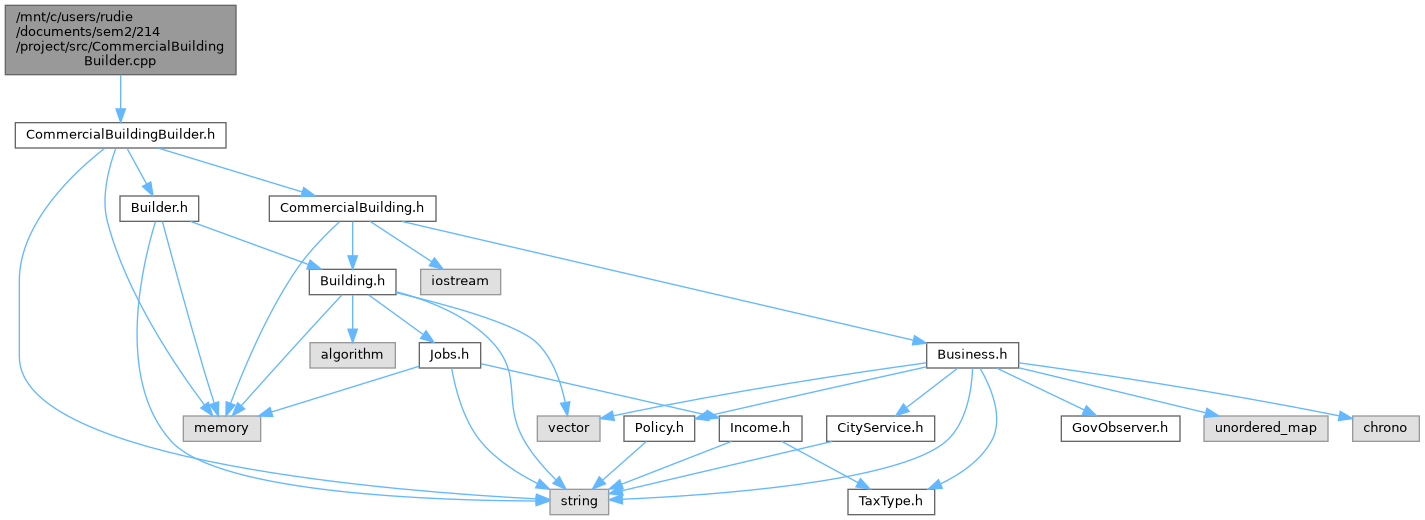 /mnt/c/users/rudie
/documents/sem2/214
/project/src/CommercialBuilding
Builder.cpp
CommercialBuildingBuilder.h
Builder.h
CommercialBuilding.h
Building.h
iostream
algorithm
Jobs.h
Business.h
memory
vector
Policy.h
Income.h
CityService.h
GovObserver.h
unordered_map
chrono
string
TaxType.h